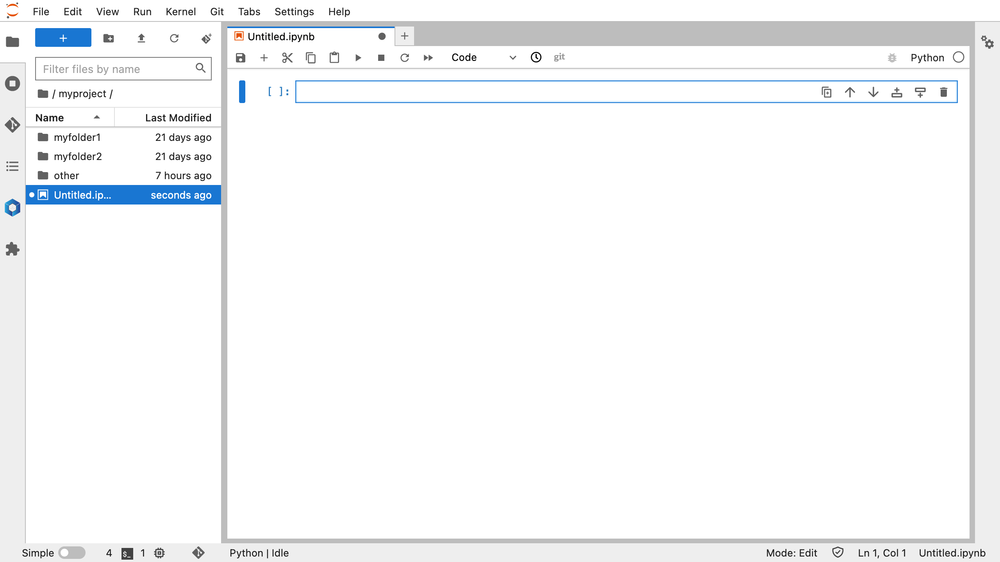 File Edit View Run Kernel Git Tabs Settings Help
Untitled.ipynb
Code git Python
Filter files by name
/ myproject /
[ ]:
Name Last Modified
myfolder1 21 days ago
myfolder2 21 days ago
other 7 hours ago
Untitled.ip... seconds ago
Simple 4 $_ 1 Python | Idle Mode: Edit Ln 1, Col 1 Untitled.ipynb